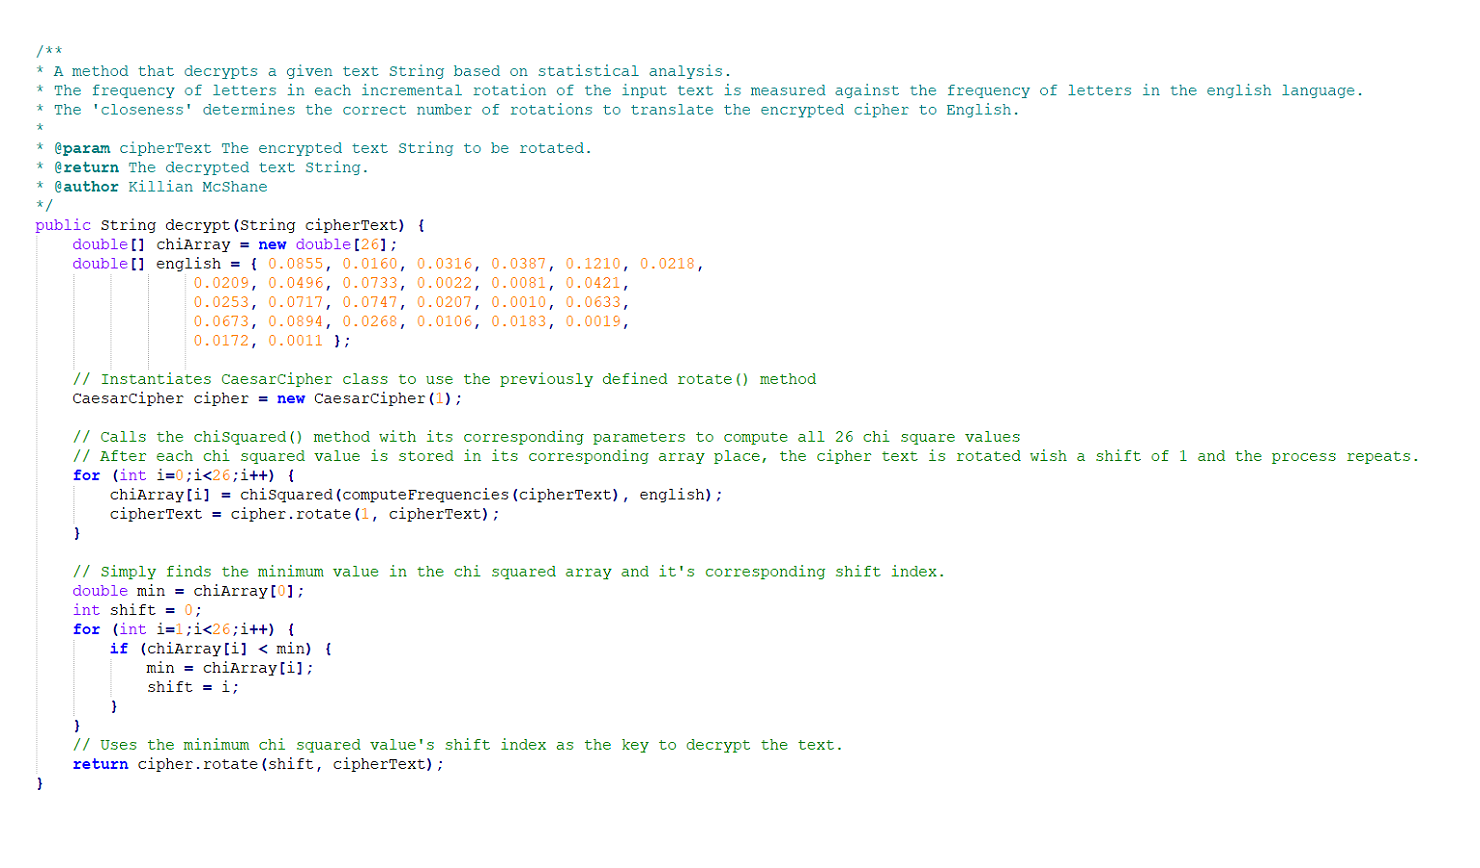 /**
* A method that decrypts a given text String based on statistical analysis.
* The frequency of letters in each incremental rotation of the input text is measured against the frequency of letters in the english language.
* The 'closeness' determines the correct number of rotations to translate the encrypted cipher to English.
*
* @param cipherText The encrypted text String to be rotated.
* @return The decrypted text String.
* @author Killian McShane
*/
public String decrypt(String cipherText) {
    double[] chiArray = new double[26];
    double[] english = { 0.0855, 0.0160, 0.0316, 0.0387, 0.1210, 0.0218,
                 0.0209, 0.0496, 0.0733, 0.0022, 0.0081, 0.0421,
                 0.0253, 0.0717, 0.0747, 0.0207, 0.0010, 0.0633,
                 0.0673, 0.0894, 0.0268, 0.0106, 0.0183, 0.0019,
                 0.0172, 0.0011 };

    // Instantiates CaesarCipher class to use the previously defined rotate() method
    CaesarCipher cipher = new CaesarCipher(1);

    // Calls the chiSquared() method with its corresponding parameters to compute all 26 chi square values
    // After each chi squared value is stored in its corresponding array place, the cipher text is rotated wish a shift of 1 and the process repeats.
    for (int i=0;i<26;i++) {
        chiArray[i] = chiSquared(computeFrequencies(cipherText), english);
        cipherText = cipher.rotate(1, cipherText);
    }

    // Simply finds the minimum value in the chi squared array and it's corresponding shift index.
    double min = chiArray[0];
    int shift = 0;
    for (int i=1;i<26;i++) {
        if (chiArray[i] < min) {
            min = chiArray[i];
            shift = i;
        }
    }
    // Uses the minimum chi squared value's shift index as the key to decrypt the text.
    return cipher.rotate(shift, cipherText);
}